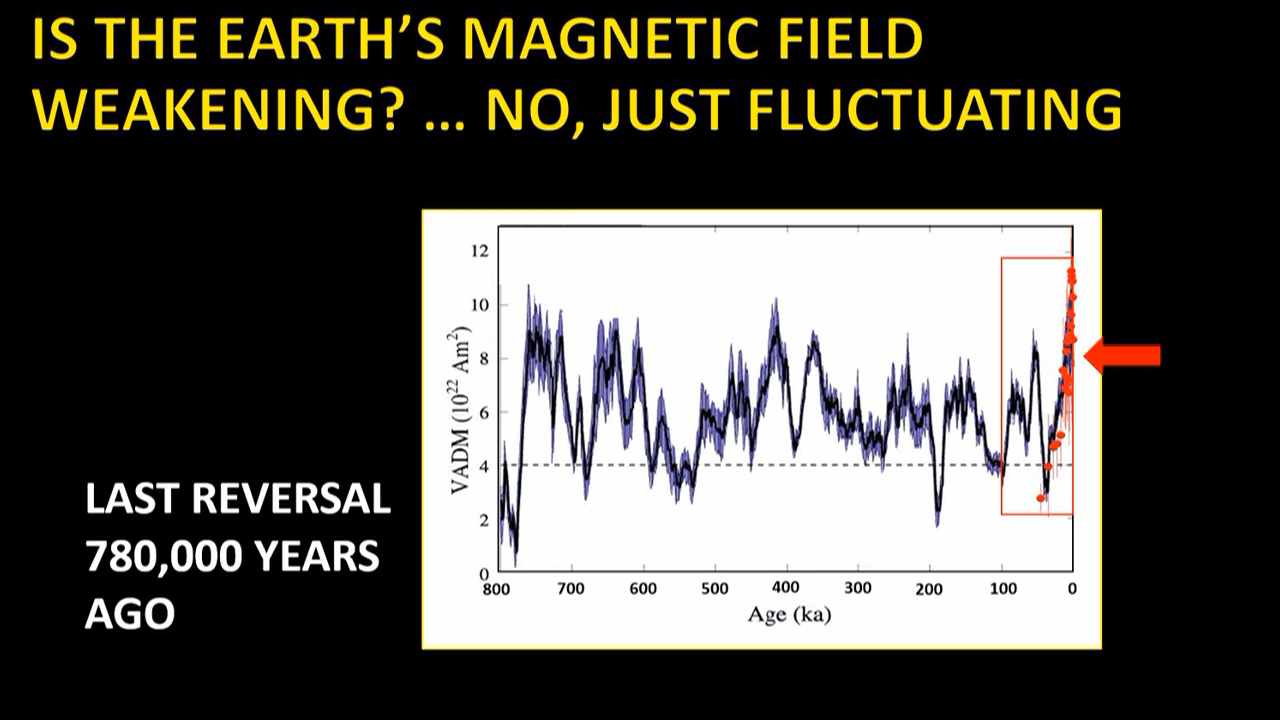 IS THE EARTH’S MAGNETIC FIELD
WEAKENING? … NO, JUST FLUCTUATING
12
10
8
6
4
2
0
VADM (10²² Am²)
800 700 600 500 400 300 200 100 0
Age (ka)
LAST REVERSAL
780,000 YEARS
AGO